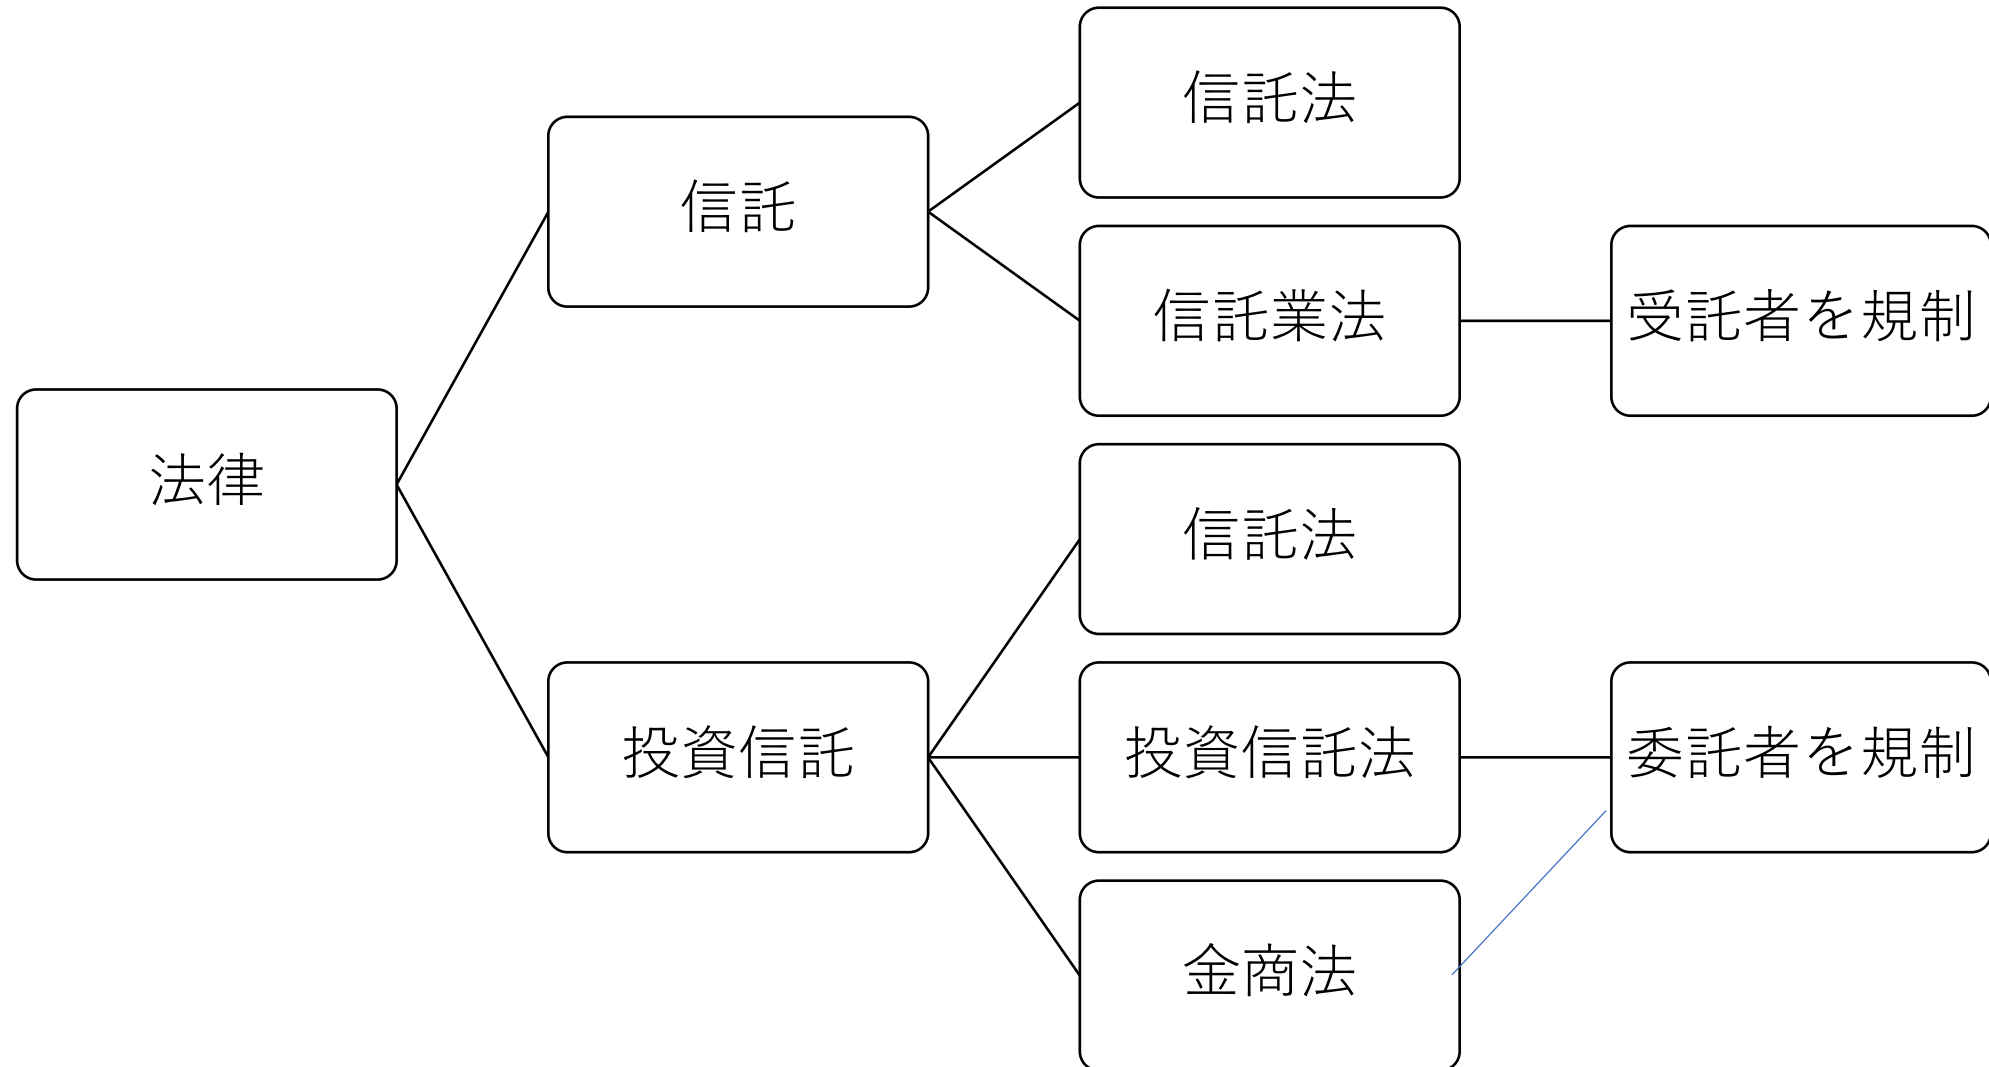 法律
信託
信託法
信託業法
受託者を規制
投資信託
信託法
投資信託法
委託者を規制
金商法